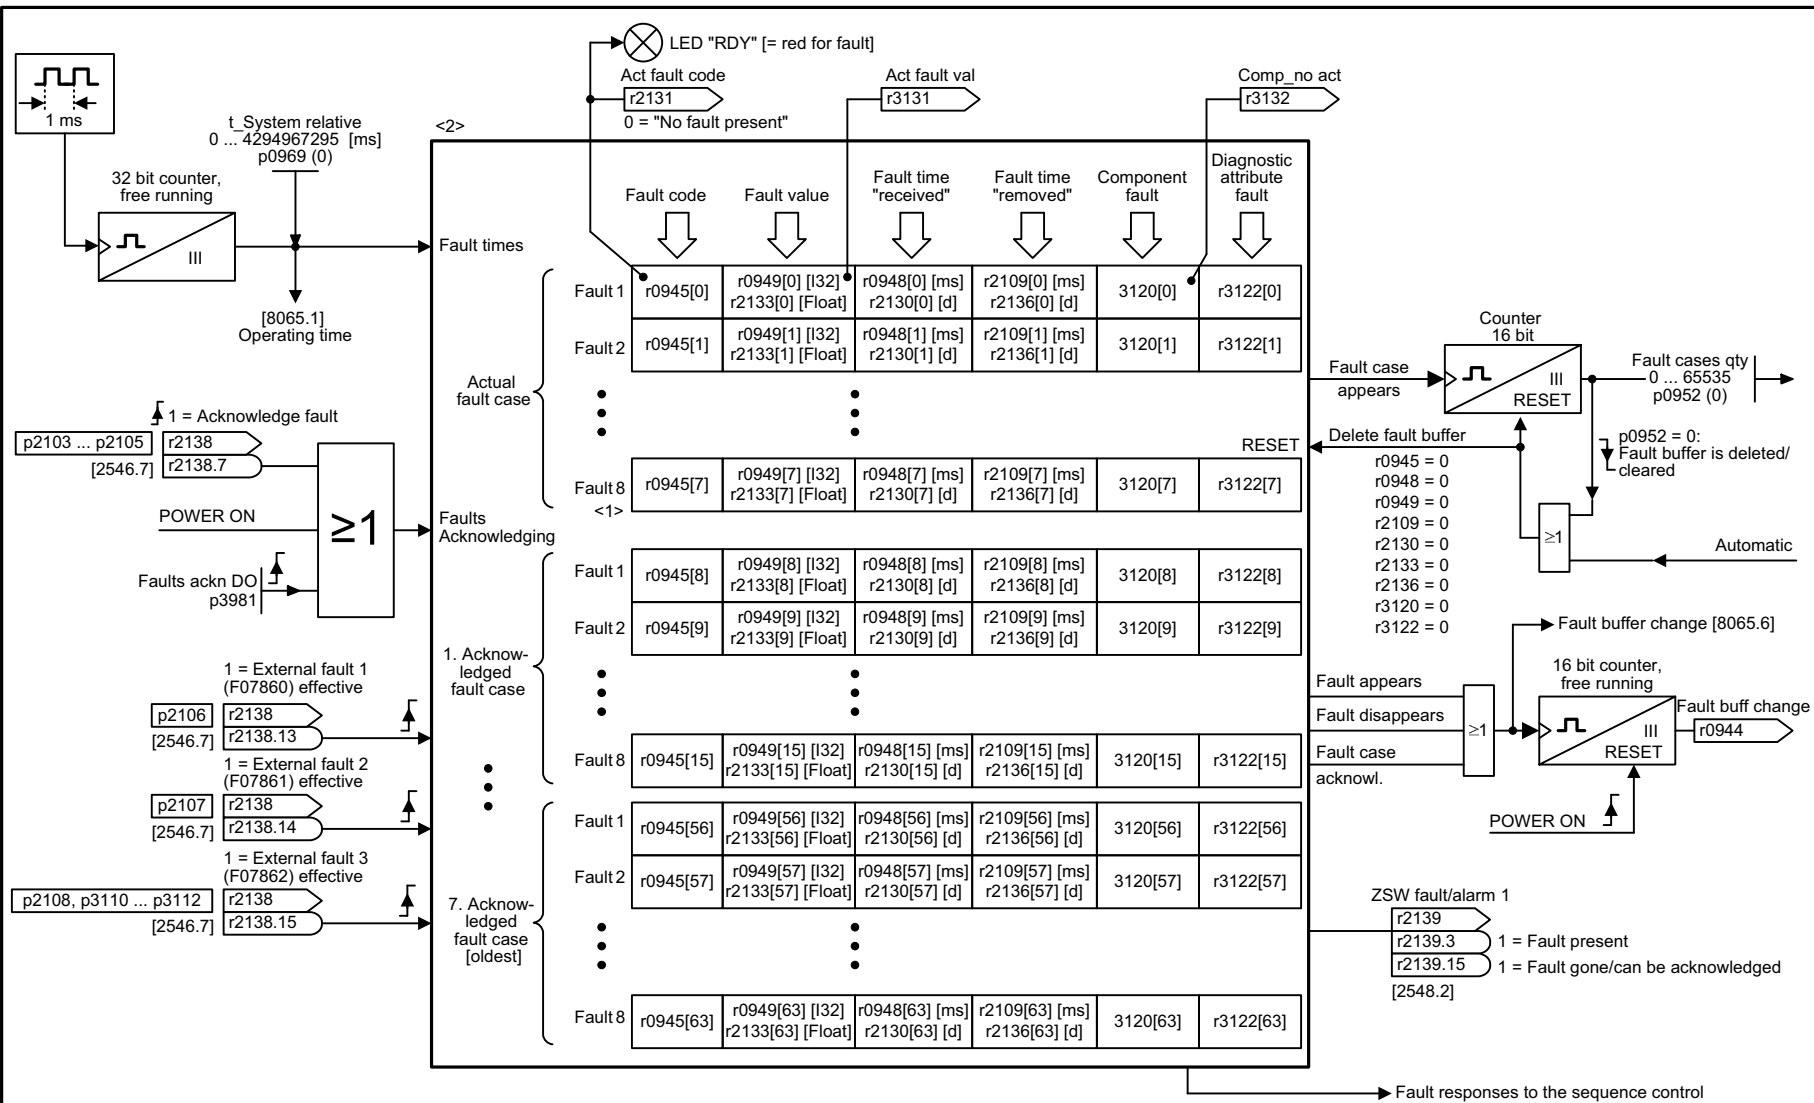 LED "RDY" [= red for fault]
Act fault code
r2131
0 = "No fault present"
Act fault val
r3131
Comp_no act
r3132
1 ms
t_System relative
0 ... 4294967295 [ms]
p0969 (0)
<2>
32 bit counter,
free running
III
[8065.1]
Operating time
Fault times
Fault code
Fault value
Fault time
"received"
Fault time
"removed"
Component
fault
Diagnostic
attribute
fault
Actual
fault case
Fault 1
r0945[0]
r0949[0] [I32]
r2133[0] [Float]
r0948[0] [ms]
r2130[0] [d]
r2109[0] [ms]
r2136[0] [d]
3120[0]
r3122[0]
Fault 2
r0945[1]
r0949[1] [I32]
r2133[1] [Float]
r0948[1] [ms]
r2130[1] [d]
r2109[1] [ms]
r2136[1] [d]
3120[1]
r3122[1]
Fault 8
<1>
r0945[7]
r0949[7] [I32]
r2133[7] [Float]
r0948[7] [ms]
r2130[7] [d]
r2109[7] [ms]
r2136[7] [d]
3120[7]
r3122[7]
1 = Acknowledge fault
p2103 ... p2105
r2138
[2546.7]
r2138.7
POWER ON
≥1
Faults ackn DO
p3981
Faults
Acknowledging
1. Acknow-
ledged
fault case
Fault 1
r0945[8]
r0949[8] [I32]
r2133[8] [Float]
r0948[8] [ms]
r2130[8] [d]
r2109[8] [ms]
r2136[8] [d]
3120[8]
r3122[8]
Fault 2
r0945[9]
r0949[9] [I32]
r2133[9] [Float]
r0948[9] [ms]
r2130[9] [d]
r2109[9] [ms]
r2136[9] [d]
3120[9]
r3122[9]
Fault 8
r0945[15]
r0949[15] [I32]
r2133[15] [Float]
r0948[15] [ms]
r2130[15] [d]
r2109[15] [ms]
r2136[15] [d]
3120[15]
r3122[15]
1 = External fault 1
(F07860) effective
p2106
r2138
[2546.7]
r2138.13
1 = External fault 2
(F07861) effective
p2107
r2138
[2546.7]
r2138.14
1 = External fault 3
(F07862) effective
p2108, p3110 ... p3112
r2138
[2546.7]
r2138.15
7. Acknow-
ledged
fault case
[oldest]
Fault 1
r0945[56]
r0949[56] [I32]
r2133[56] [Float]
r0948[56] [ms]
r2130[56] [d]
r2109[56] [ms]
r2136[56] [d]
3120[56]
r3122[56]
Fault 2
r0945[57]
r0949[57] [I32]
r2133[57] [Float]
r0948[57] [ms]
r2130[57] [d]
r2109[57] [ms]
r2136[57] [d]
3120[57]
r3122[57]
Fault 8
r0945[63]
r0949[63] [I32]
r2133[63] [Float]
r0948[63] [ms]
r2130[63] [d]
r2109[63] [ms]
r2136[63] [d]
3120[63]
r3122[63]
Counter
16 bit
Fault case
appears
III
RESET
Fault cases qty
0 ... 65535
p0952 (0)
RESET
Delete fault buffer
r0945 = 0
r0948 = 0
r0949 = 0
r2109 = 0
r2130 = 0
r2133 = 0
r2136 = 0
r3120 = 0
r3122 = 0
p0952 = 0:
Fault buffer is deleted/
cleared
≥1
Automatic
Fault buffer change [8065.6]
16 bit counter,
free running
Fault appears
Fault disappears
Fault case
acknowl.
≥1
III
RESET
Fault buff change
r0944
POWER ON
ZSW fault/alarm 1
r2139
r2139.3
1 = Fault present
r2139.15
1 = Fault gone/can be acknowledged
[2548.2]
Fault responses to the sequence control